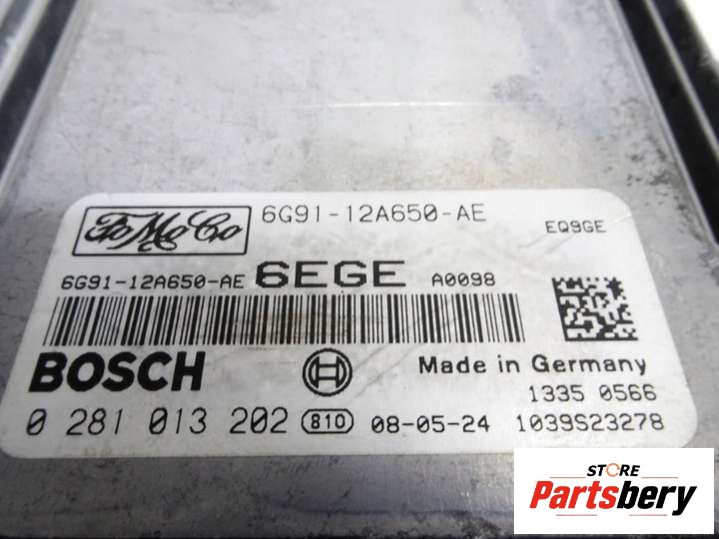 FoMoCo 6G91-12A650-AE
EQ9GE
6G91-12A650-AE 6EGE A0098
BOSCH Made in Germany
1335 0566
0 281 013 202 810 08-05-24 1039S23278
STORE
Partsbery